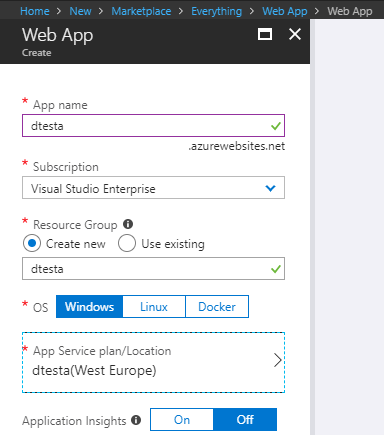 Home > New > Marketplace > Everything > Web App > Web App
Web App
Create
* App name
dtesta
.azurewebsites.net
* Subscription
Visual Studio Enterprise
* Resource Group
Create new Use existing
dtesta
* OS Windows Linux Docker
* App Service plan/Location
dtesta(West Europe)
Application Insights On Off